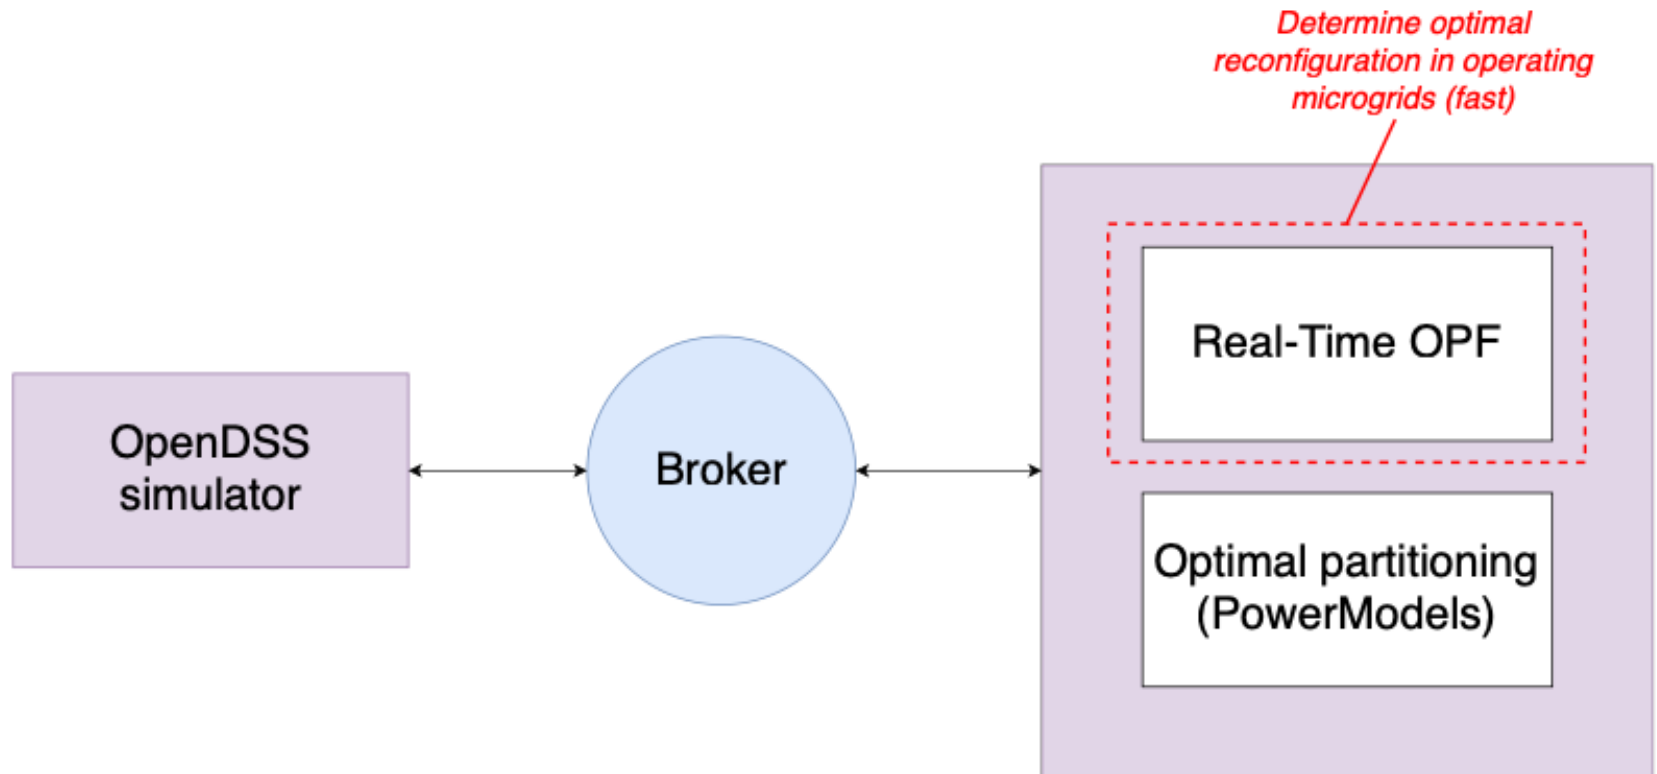 Determine optimal
reconfiguration in operating
microgrids (fast)
Real-Time OPF
OpenDSS
simulator
Broker
Optimal partitioning
(PowerModels)